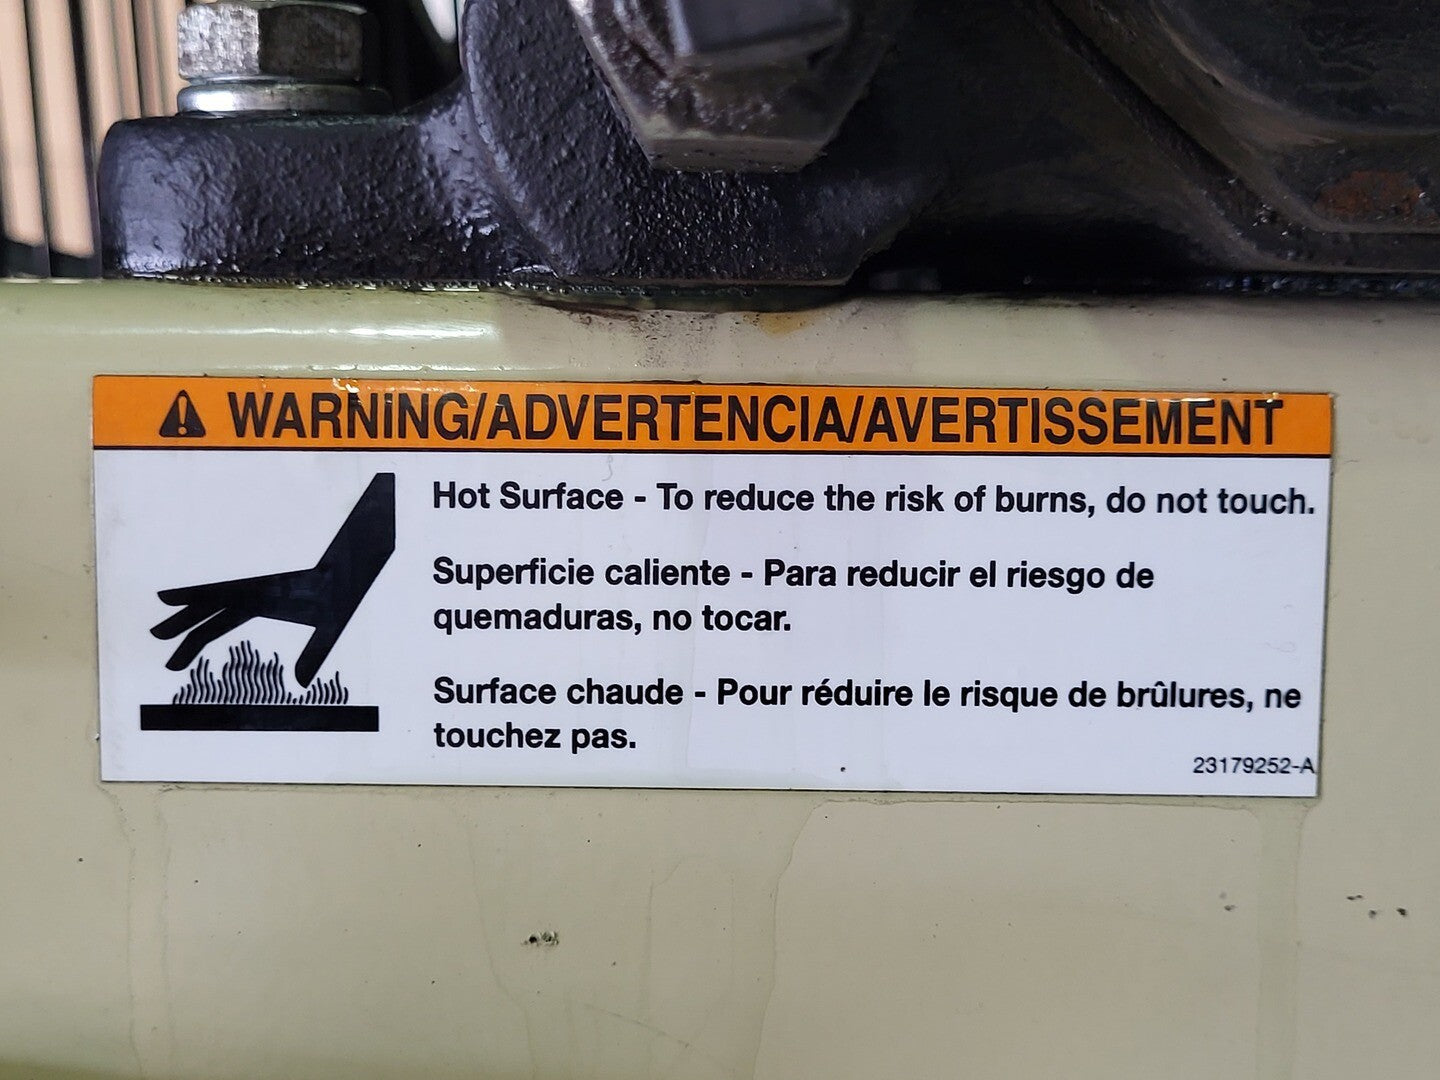 WARNING/ADVERTENCIA/AVERTISSEMENT
Hot Surface - To reduce the risk of burns, do not touch.
Superficie caliente - Para reducir el riesgo de
quemaduras, no tocar.
Surface chaude - Pour réduire le risque de brûlures, ne
touchez pas.
23179252-A